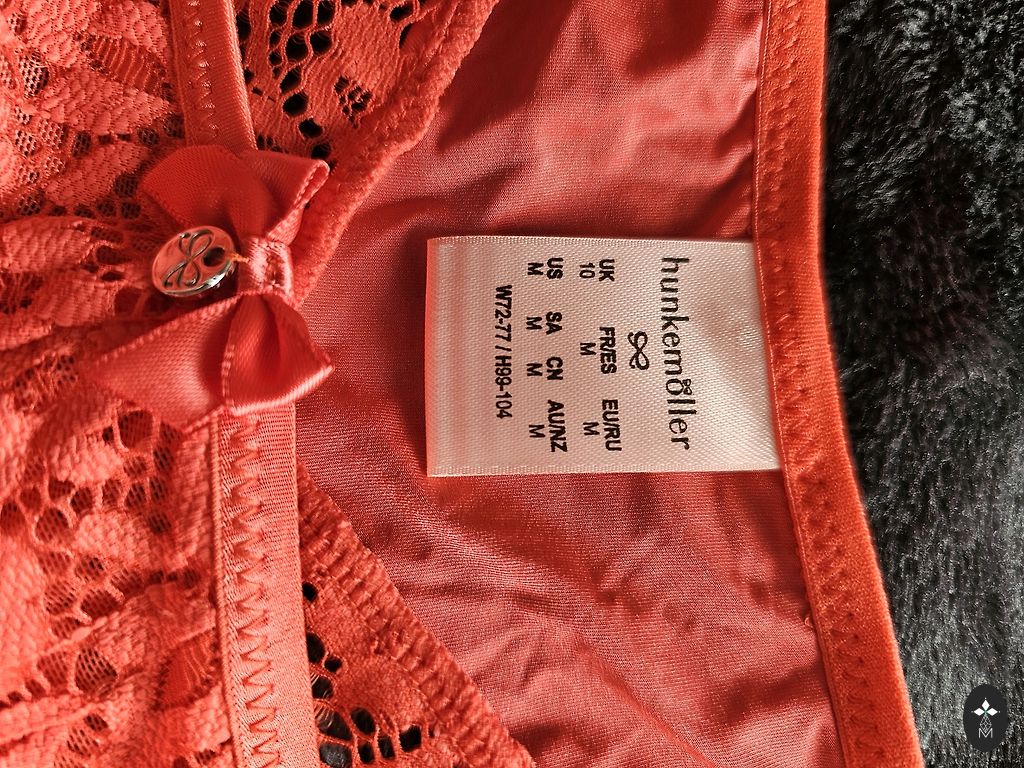 hunkemöller
UK FR/ES EU/RU
10 M M
US SA CN AU/NZ
M M M M
W72-77 / H99-104
M